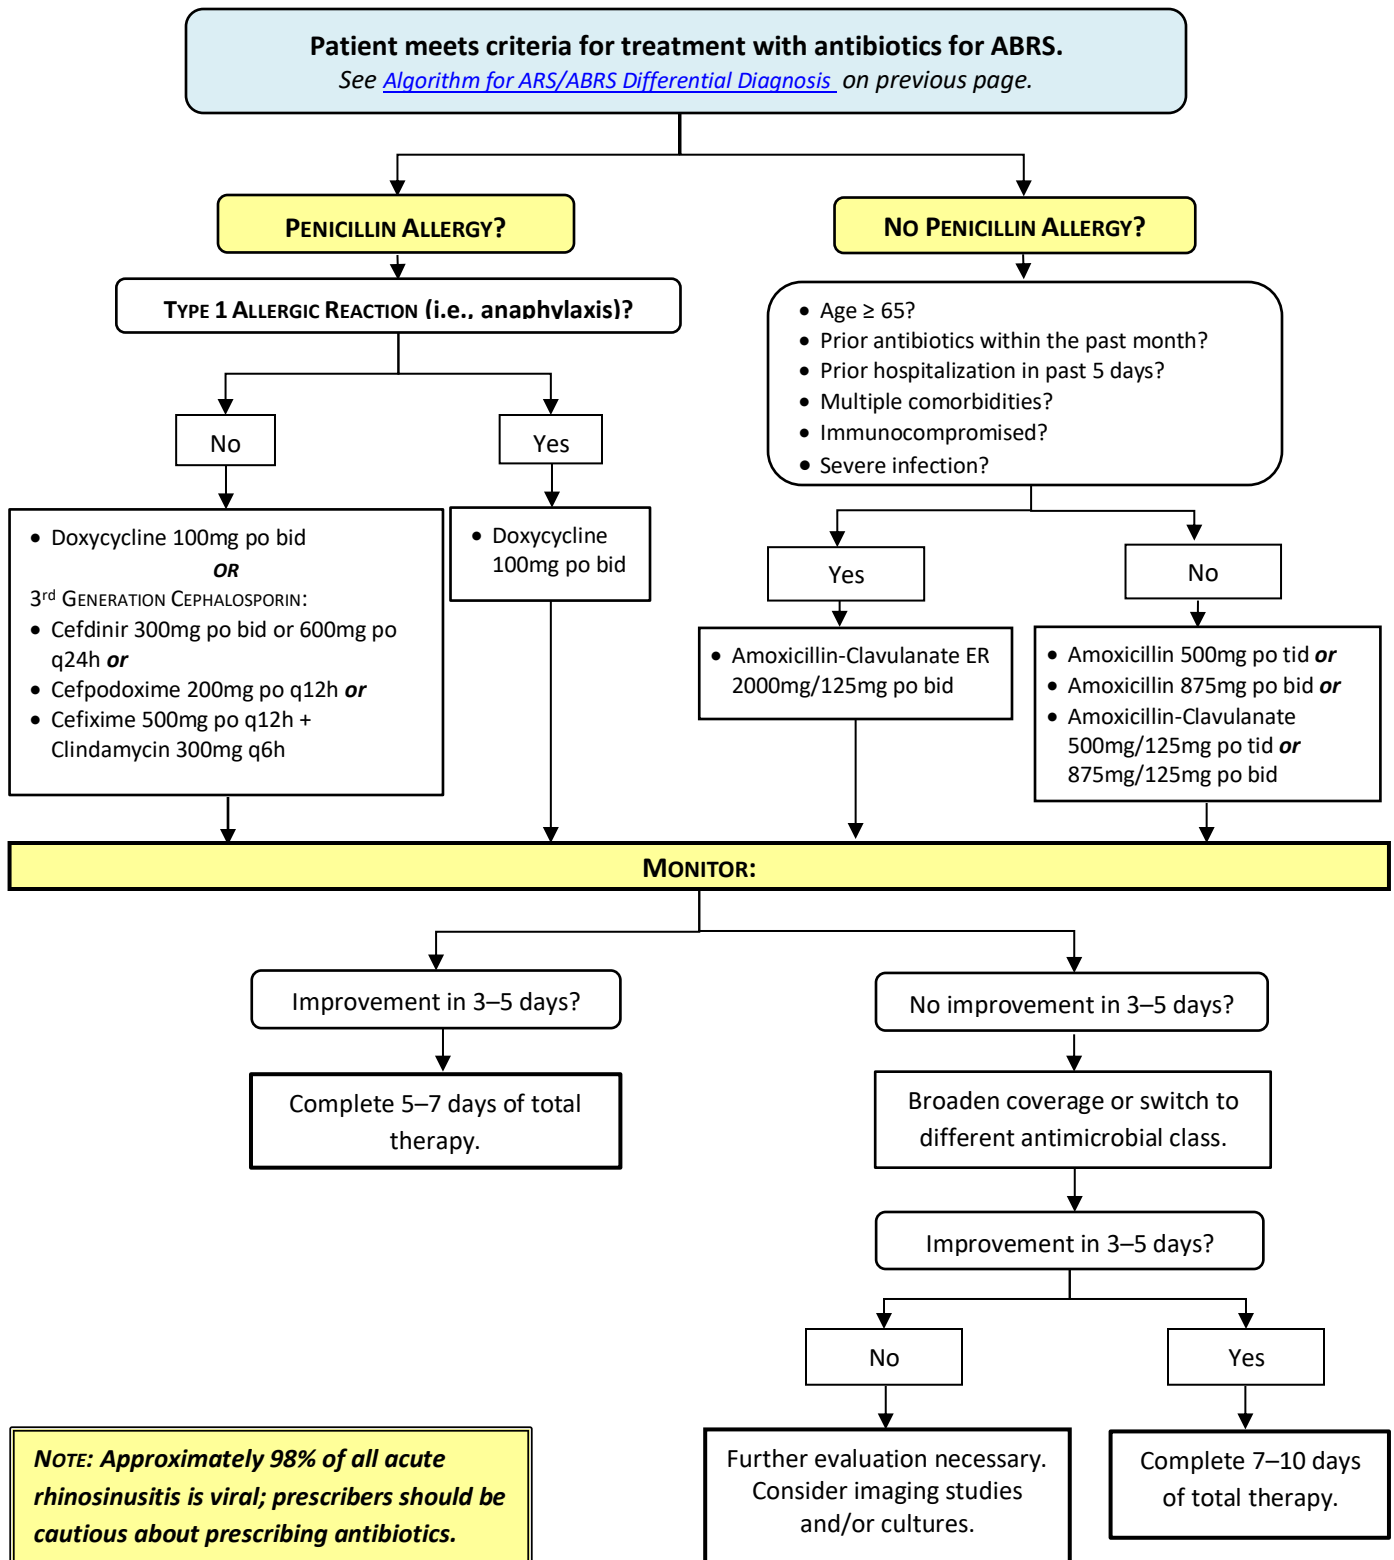 Patient meets criteria for treatment with antibiotics for ABRS.
See Algorithm for ARS/ABRS Differential Diagnosis on previous page.
PENICILLIN ALLERGY?
NO PENICILLIN ALLERGY?
TYPE 1 ALLERGIC REACTION (i.e., anaphylaxis)?
• Age ≥ 65?
• Prior antibiotics within the past month?
• Prior hospitalization in past 5 days?
• Multiple comorbidities?
• Immunocompromised?
• Severe infection?
No
Yes
• Doxycycline 100mg po bid
OR
3rd GENERATION CEPHALOSPORIN:
• Cefdinir 300mg po bid or 600mg po
q24h or
• Cefpodoxime 200mg po q12h or
• Cefixime 500mg po q12h +
Clindamycin 300mg q6h
• Doxycycline
100mg po bid
Yes
No
• Amoxicillin-Clavulanate ER
2000mg/125mg po bid
• Amoxicillin 500mg po tid or
• Amoxicillin 875mg po bid or
• Amoxicillin-Clavulanate
500mg/125mg po tid or
875mg/125mg po bid
MONITOR:
Improvement in 3–5 days?
No improvement in 3–5 days?
Complete 5–7 days of total
therapy.
Broaden coverage or switch to
different antimicrobial class.
Improvement in 3–5 days?
No
Yes
Further evaluation necessary.
Consider imaging studies
and/or cultures.
Complete 7–10 days
of total therapy.
NOTE: Approximately 98% of all acute
rhinosinusitis is viral; prescribers should be
cautious about prescribing antibiotics.